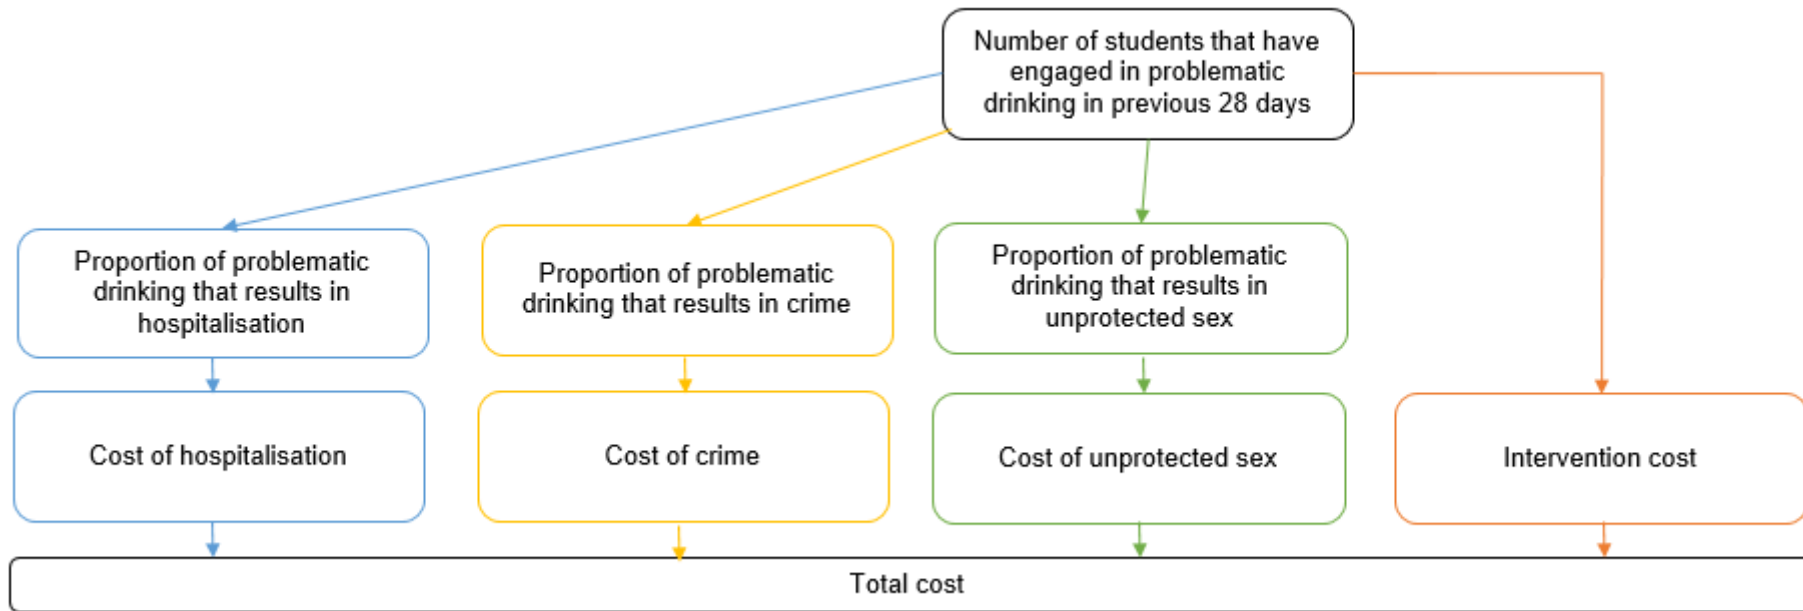 Number of students that have
engaged in problematic
drinking in previous 28 days
Proportion of problematic
drinking that results in
hospitalisation
Proportion of problematic
drinking that results in crime
Proportion of problematic
drinking that results in
unprotected sex
Cost of hospitalisation
Cost of crime
Cost of unprotected sex
Intervention cost
Total cost